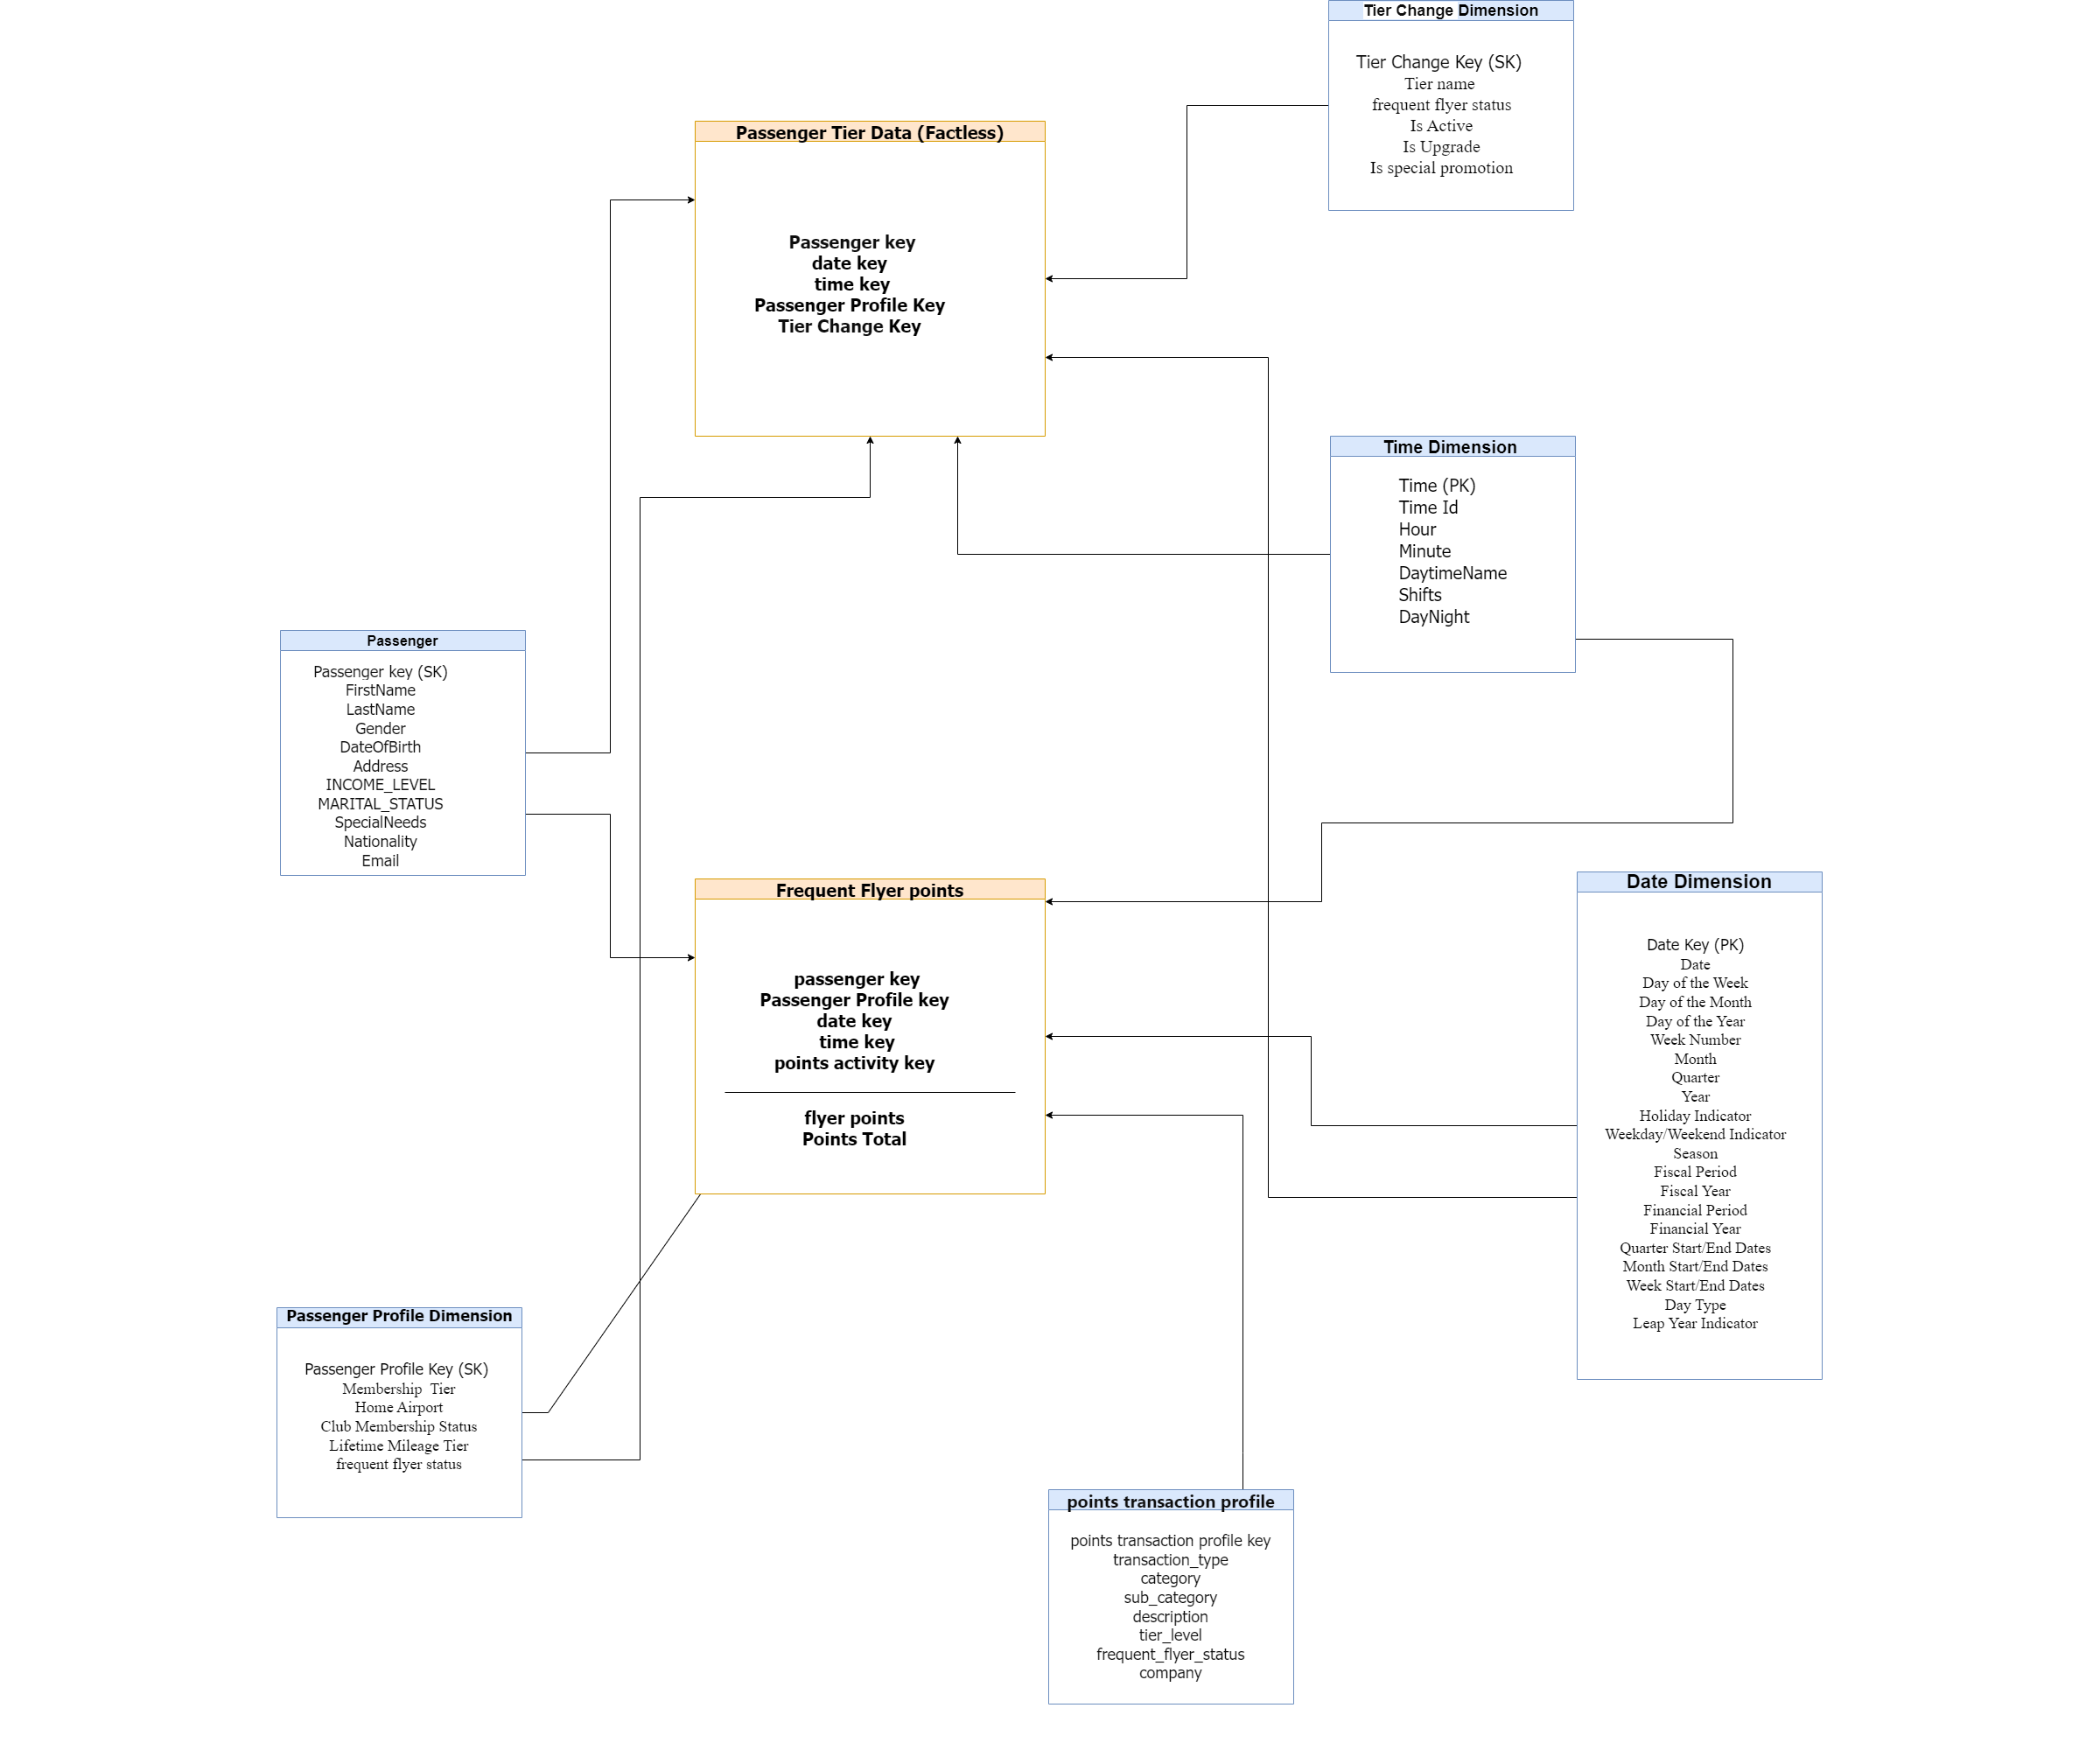 Tier Change Dimension
Tier Change Key (SK)
Tier name
frequent flyer status
Is Active
Is Upgrade
Is special promotion
Passenger Tier Data (Factless)
Passenger key
date key
time key
Passenger Profile Key
Tier Change Key
Time Dimension
Time (PK)
Time Id
Hour
Minute
DaytimeName
Shifts
DayNight
Passenger
Passenger key (SK)
FirstName
LastName
Gender
DateOfBirth
Address
INCOME_LEVEL
MARITAL_STATUS
SpecialNeeds
Nationality
Email
Frequent Flyer points
passenger key
Passenger Profile key
date key
time key
points activity key
flyer points
Points Total
Date Dimension
Date Key (PK)
Date
Day of the Week
Day of the Month
Day of the Year
Week Number
Month
Quarter
Year
Holiday Indicator
Weekday/Weekend Indicator
Season
Fiscal Period
Fiscal Year
Financial Period
Financial Year
Quarter Start/End Dates
Month Start/End Dates
Week Start/End Dates
Day Type
Leap Year Indicator
Passenger Profile Dimension
Passenger Profile Key (SK)
Membership  Tier
Home Airport
Club Membership Status
Lifetime Mileage Tier
frequent flyer status
points transaction profile
points transaction profile key
transaction_type
category
sub_category
description
tier_level
frequent_flyer_status
company